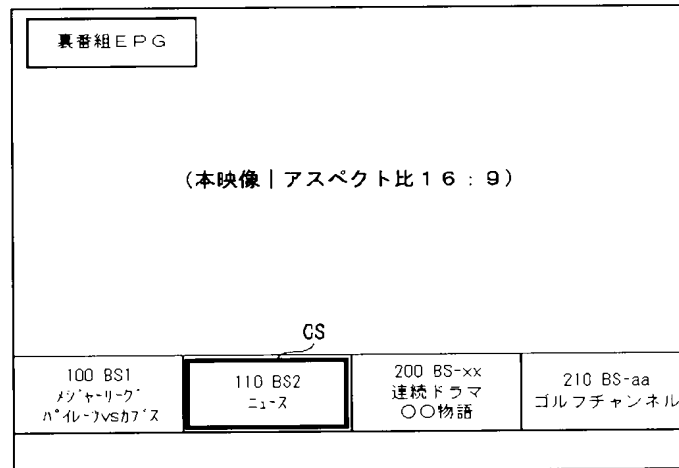 裏番組EPG
(本映像|アスペクト比16:9)
CS
100 BS1
メジャーリーグ
パイレーツVSカブス
110 BS2
ニュース
200 BS-xx
連続ドラマ
〇〇物語
210 BS-aa
ゴルフチャンネル